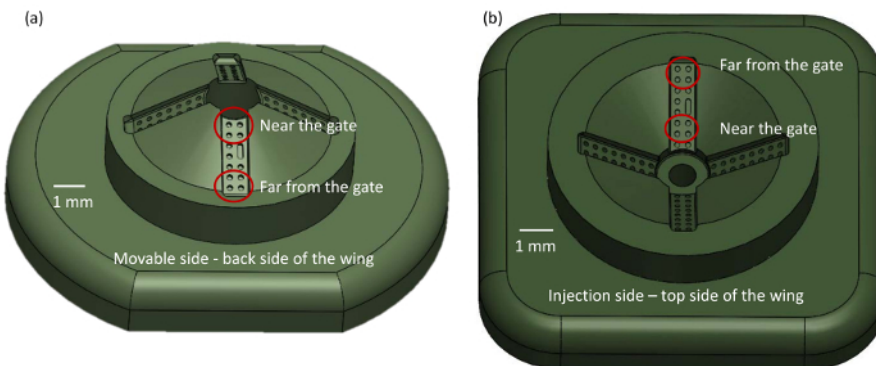 (a)
Near the gate
Far from the gate
1 mm
Movable side - back side of the wing
(b)
Far from the gate
Near the gate
1 mm
Injection side – top side of the wing